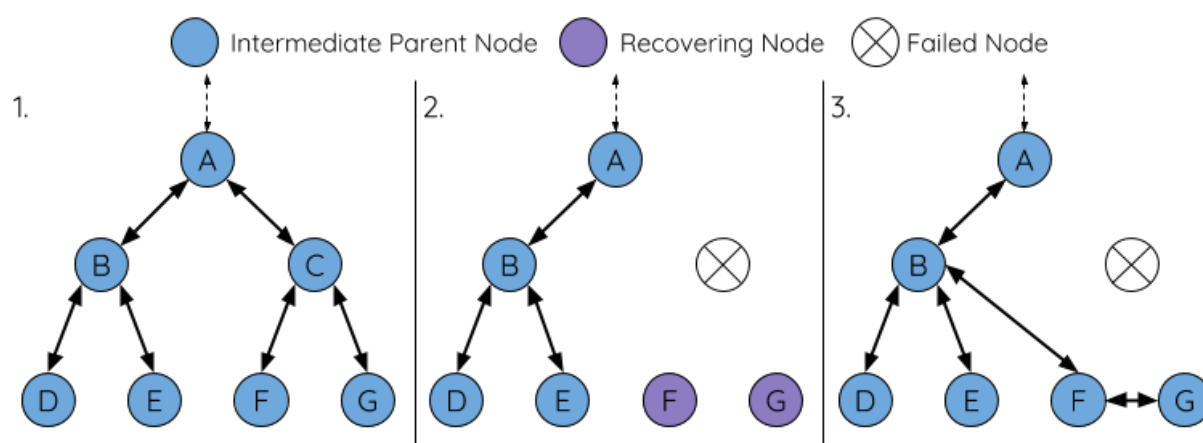 Intermediate Parent Node Recovering Node Failed Node
1. 2. 3.
A A A
B C B B
D E F G D E F G D E F G